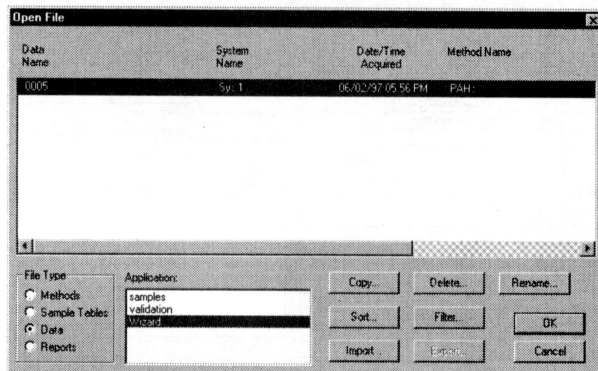 Open File
Data Name
System Name
Date/Time Acquired
Method Name
0005 Sys 1 06/02/97 05:56 PM PAH
File Type
Methods
Sample Tables
Data
Reports
Application:
samples
validation
Wizard
Copy...
Delete...
Rename...
Sort...
Filter...
OK
Import...
Export...
Cancel